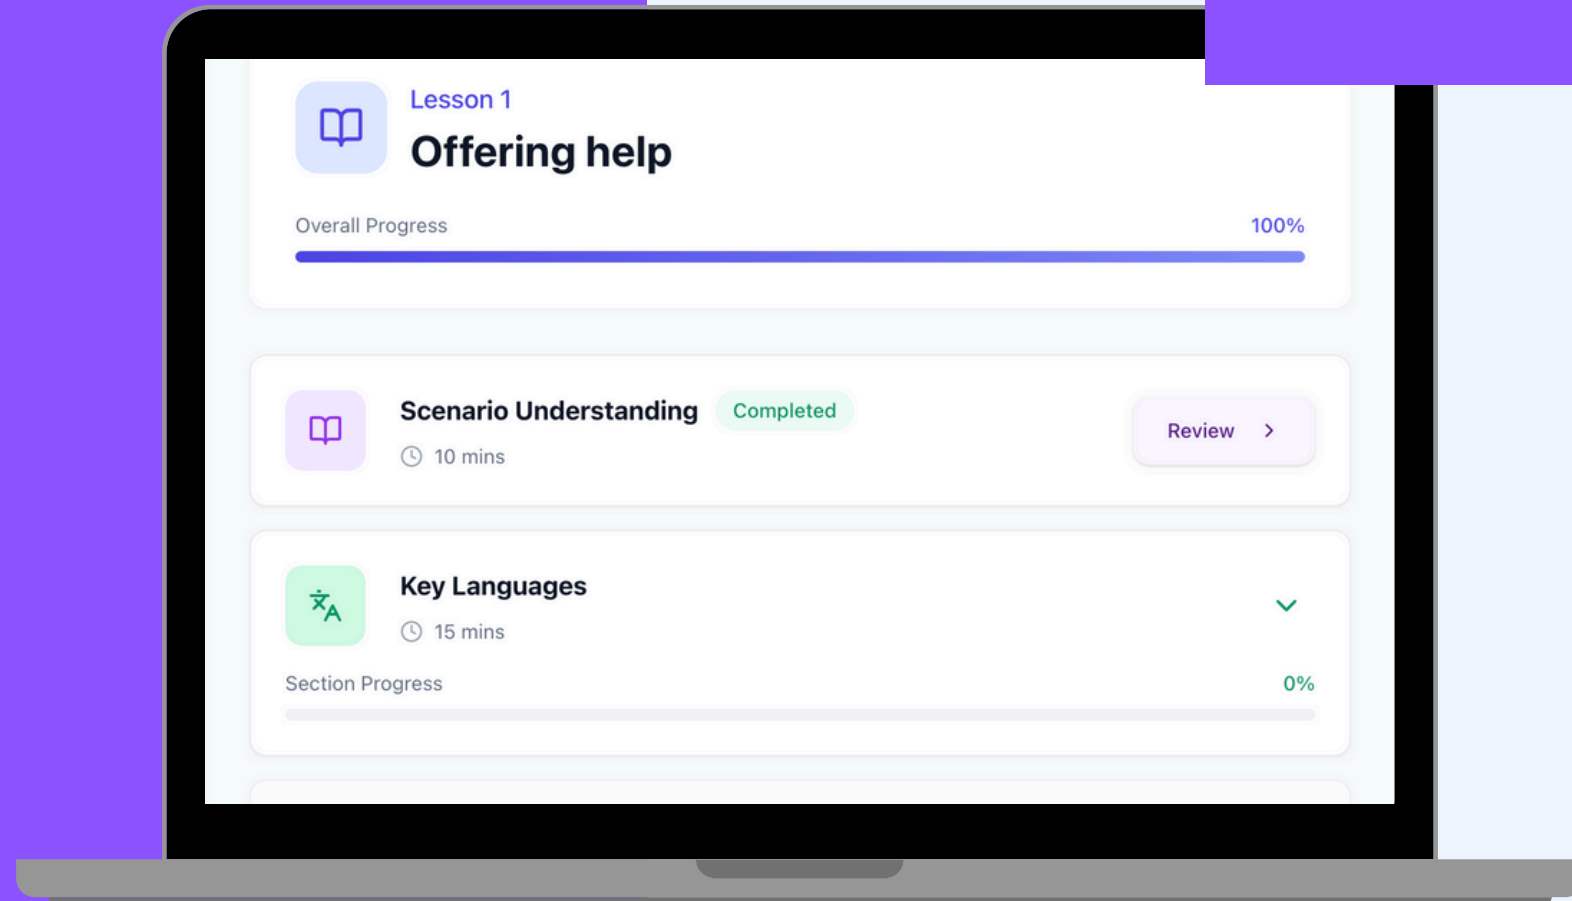 Lesson 1
Offering help
Overall Progress 100%
Scenario Understanding Completed
10 mins
Review
Key Languages
15 mins
Section Progress 0%